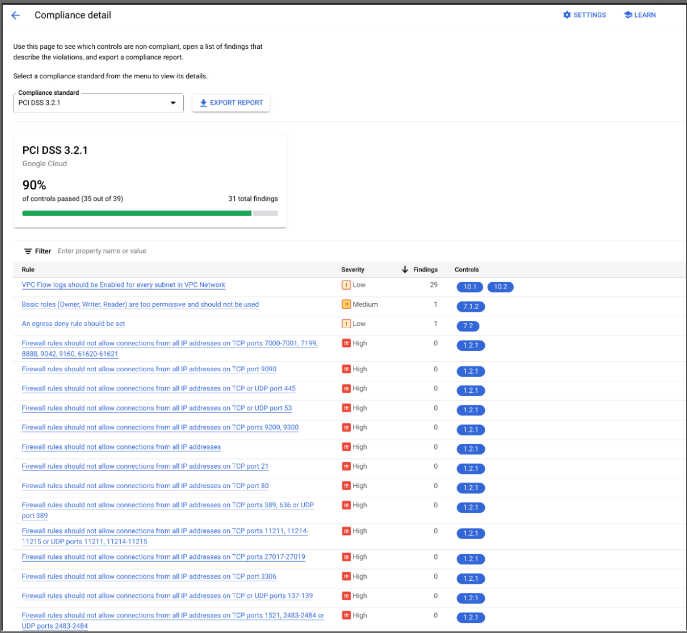 Compliance detail
SETTINGS
LEARN
Use this page to see which controls are non-compliant, open a list of findings that
describe the violations, and export a compliance report.
Select a compliance standard from the menu to view its details.
Compliance standard
PCI DSS 3.2.1
EXPORT REPORT
PCI DSS 3.2.1
Google Cloud
90%
of controls passed (35 out of 39) 31 total findings
Filter Enter property name or value
Rule Severity Findings Controls
VPC Flow logs should be Enabled for every subnet in VPC Network Low 29 10.1 10.2
Basic roles (Owner, Writer, Reader) are too permissive and should not be used Medium 1 7.1.2
An egress deny rule should be set Low 1 7.2
Firewall rules should not allow connections from all IP addresses on TCP ports 7000-7001, 7199, High 0 1.2.1
8888, 9042, 9160, 61620-61621
Firewall rules should not allow connections from all IP addresses on TCP port 9090 High 0 1.2.1
Firewall rules should not allow connections from all IP addresses on TCP or UDP port 445 High 0 1.2.1
Firewall rules should not allow connections from all IP addresses on TCP or UDP port 53 High 0 1.2.1
Firewall rules should not allow connections from all IP addresses on TCP ports 9200, 9300 High 0 1.2.1
Firewall rules should not allow connections from all IP addresses High 0 1.2.1
Firewall rules should not allow connections from all IP addresses on TCP port 21 High 0 1.2.1
Firewall rules should not allow connections from all IP addresses on TCP port 80 High 0 1.2.1
Firewall rules should not allow connections from all IP addresses on TCP ports 389, 636 or UDP High 0 1.2.1
port 389
Firewall rules should not allow connections from all IP addresses on TCP ports 11211, 11214- High 0 1.2.1
11215 or UDP ports 11211, 11214-11215
Firewall rules should not allow connections from all IP addresses on TCP ports 27017-27019 High 0 1.2.1
Firewall rules should not allow connections from all IP addresses on TCP port 3306 High 0 1.2.1
Firewall rules should not allow connections from all IP addresses on TCP or UDP ports 137-139 High 0 1.2.1
Firewall rules should not allow connections from all IP addresses on TCP ports 1521, 2483-2484 or High 0 1.2.1
UDP ports 2483-2484